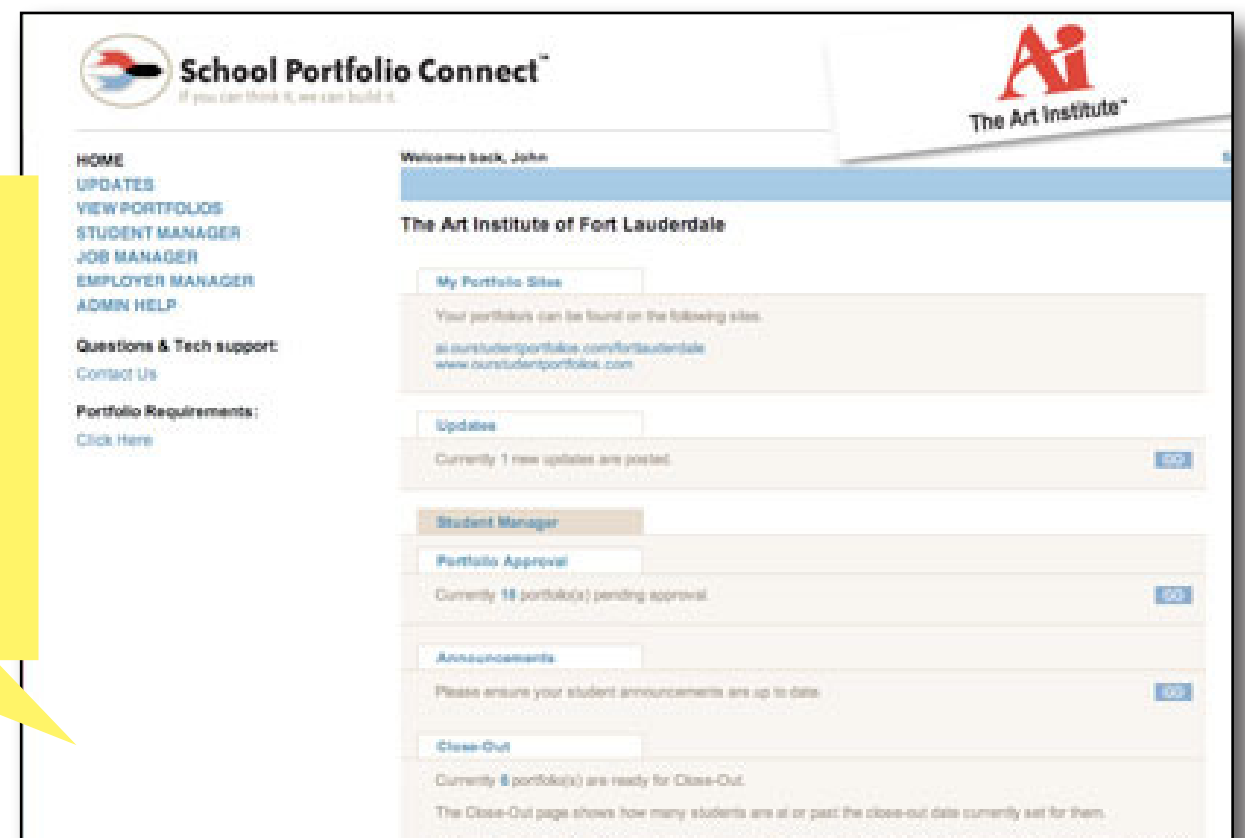 School Portfolio Connect™
If you can think it, we can build it.
Ai
The Art Institute
HOME
UPDATES
VIEW PORTFOLIOS
STUDENT MANAGER
JOB MANAGER
EMPLOYER MANAGER
ADMIN HELP
Questions & Tech support
Contact Us
Portfolio Requirements:
Click Here
Welcome back, John
The Art Institute of Fort Lauderdale
My Portfolio Sites
Your portfolios can be found on the following sites.
ai.ourstudentportfolios.com/fortlauderdale
www.ourstudentportfolios.com
Updates
Currently 1 new updates are posted.
GO
Student Manager
Portfolio Approval
Currently portfolio(s) pending approval.
GO
Announcements
Please ensure your student announcements are up to date.
GO
Close-Out
Currently 6 portfolio(s) are ready for Close-Out.
The Close-Out page shows how many students are at or past the close-out date currently set for them.